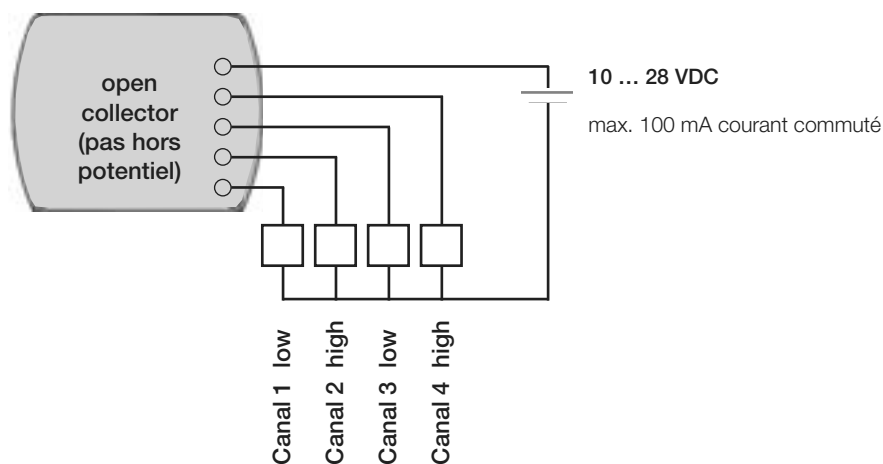 open
collector
(pas hors
potentiel)
10 ... 28 VDC
max. 100 mA courant commuté
Canal 1 low
Canal 2 high
Canal 3 low
Canal 4 high